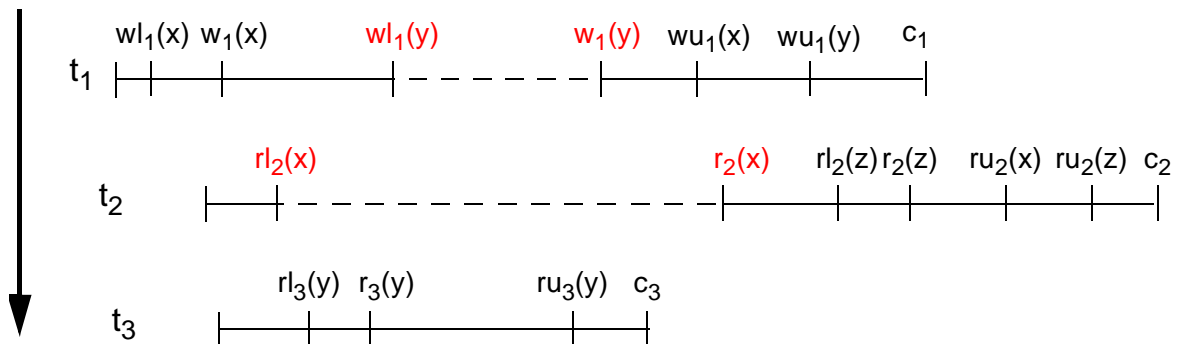 wl₁(x) w₁(x) wl₁(y) w₁(y) wu₁(x) wu₁(y) c₁
t₁
rl₂(x) r₂(x) rl₂(z) r₂(z) ru₂(x) ru₂(z) c₂
t₂
rl₃(y) r₃(y) ru₃(y) c₃
t₃